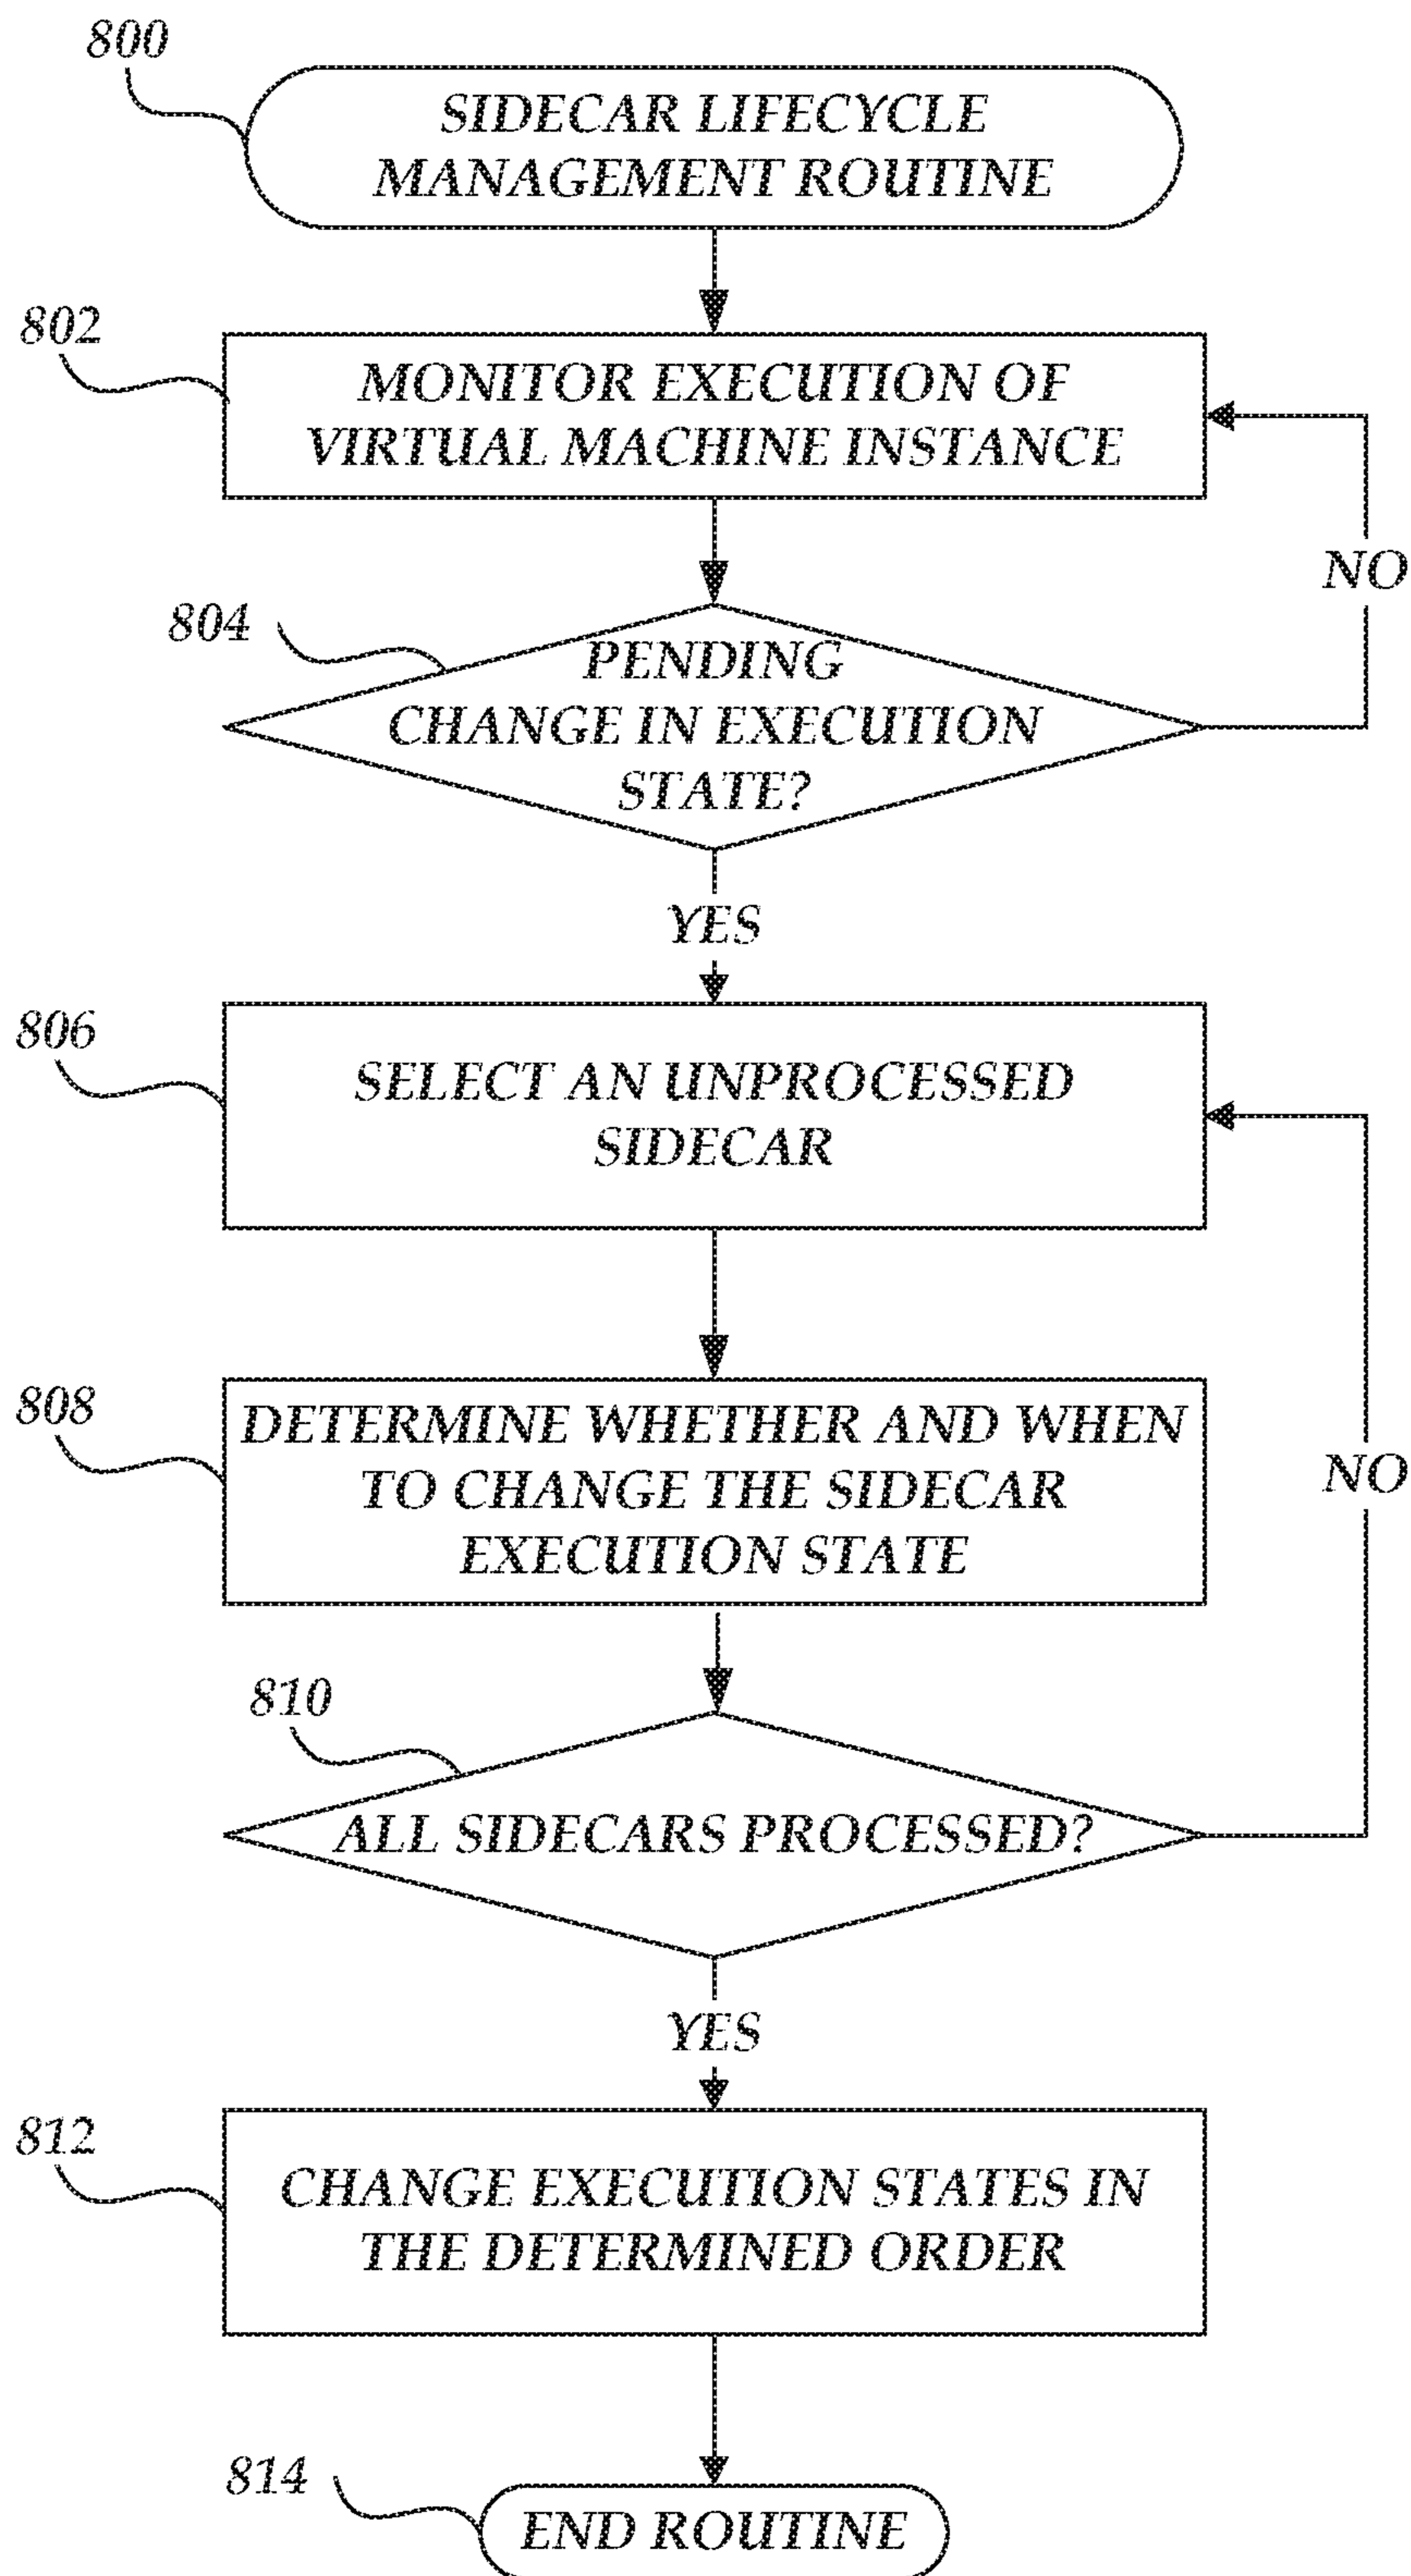 800
SIDECAR LIFECYCLE
MANAGEMENT ROUTINE
802
MONITOR EXECUTION OF
VIRTUAL MACHINE INSTANCE
NO
804
PENDING
CHANGE IN EXECUTION
STATE?
YES
806
SELECT AN UNPROCESSED
SIDECAR
808
DETERMINE WHETHER AND WHEN
TO CHANGE THE SIDECAR
EXECUTION STATE
NO
810
ALL SIDECARS PROCESSED?
YES
812
CHANGE EXECUTION STATES IN
THE DETERMINED ORDER
814
END ROUTINE